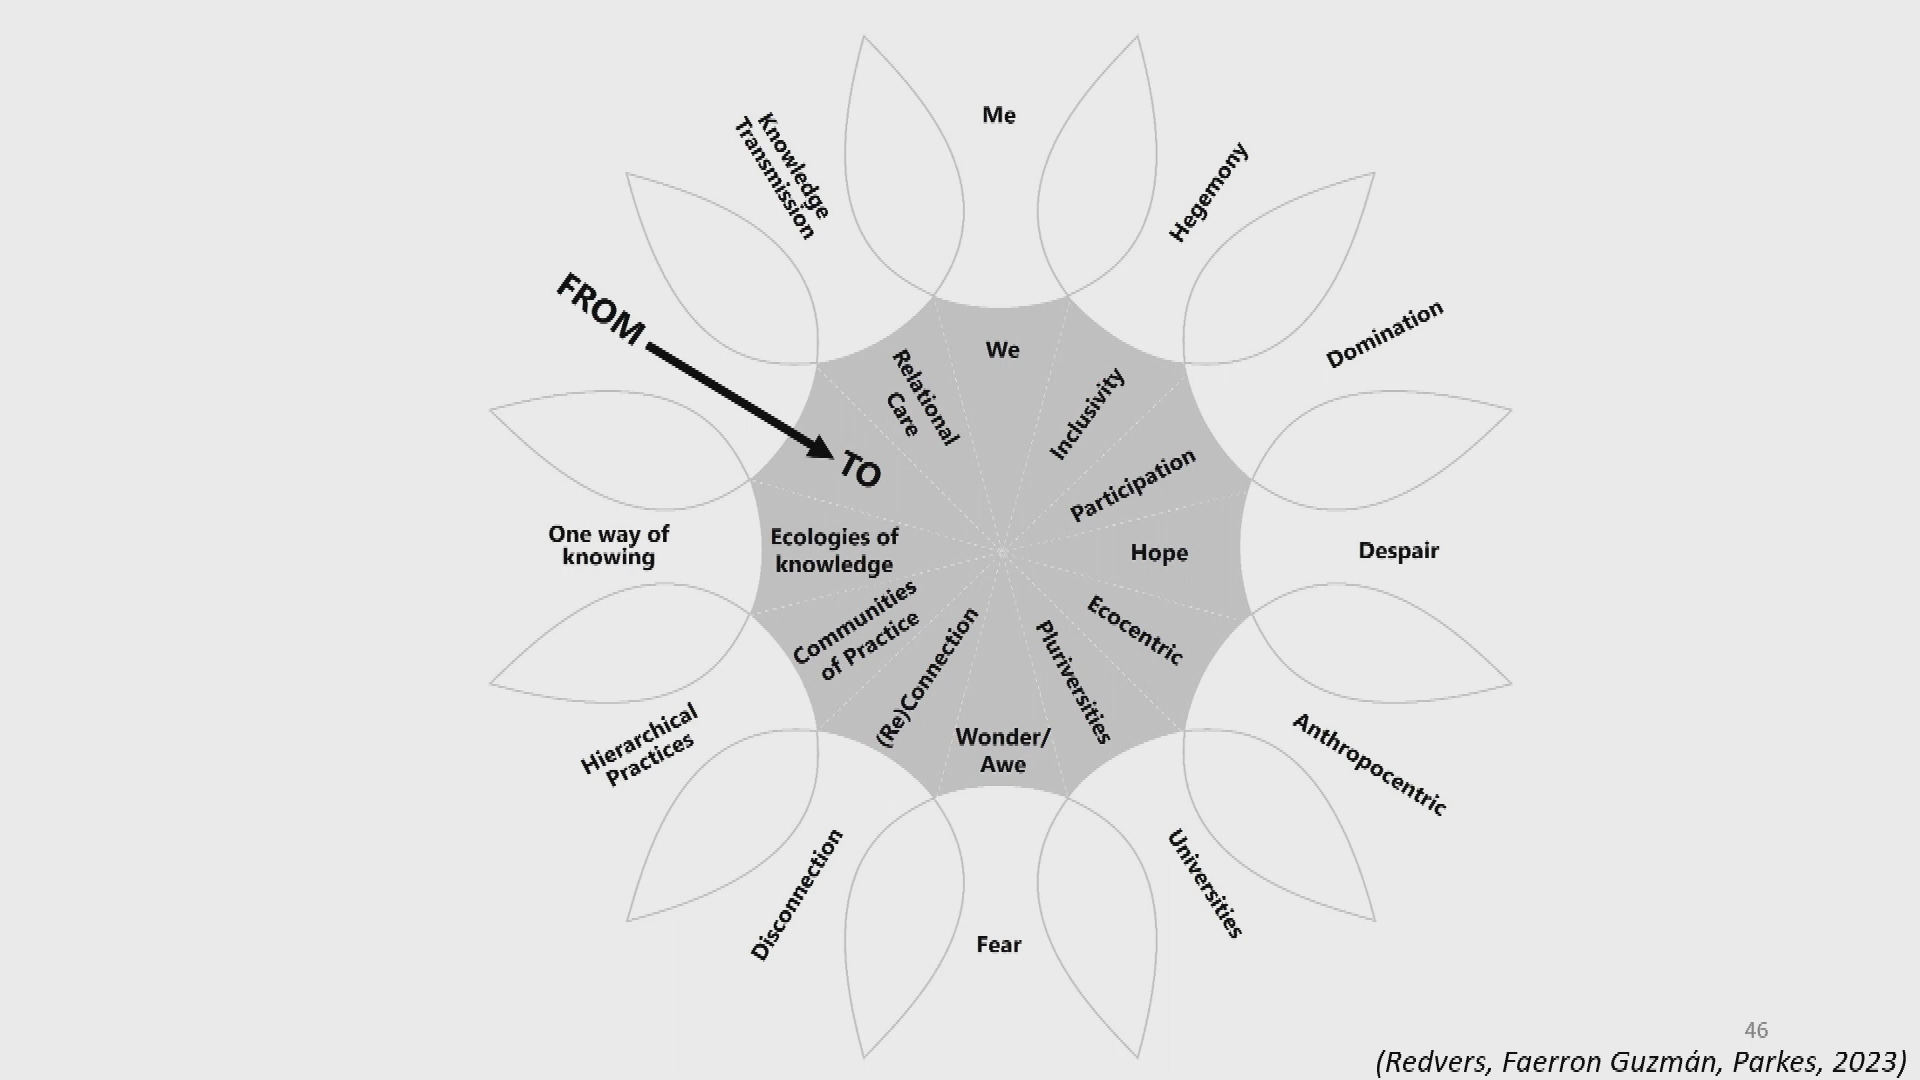 Me
Hegemony
Domination
Despair
Anthropocentric
Universities
Fear
Disconnection
Hierarchical
Practices
One way of
knowing
FROM
TO
Knowledge
Transmission
We
Inclusivity
Participation
Hope
Ecocentric
Pluriversities
Wonder/
Awe
(Re)Connection
Communities
of Practice
Ecologies of
knowledge
Relational
Care
46
(Redvers, Faerron Guzmán, Parkes, 2023)